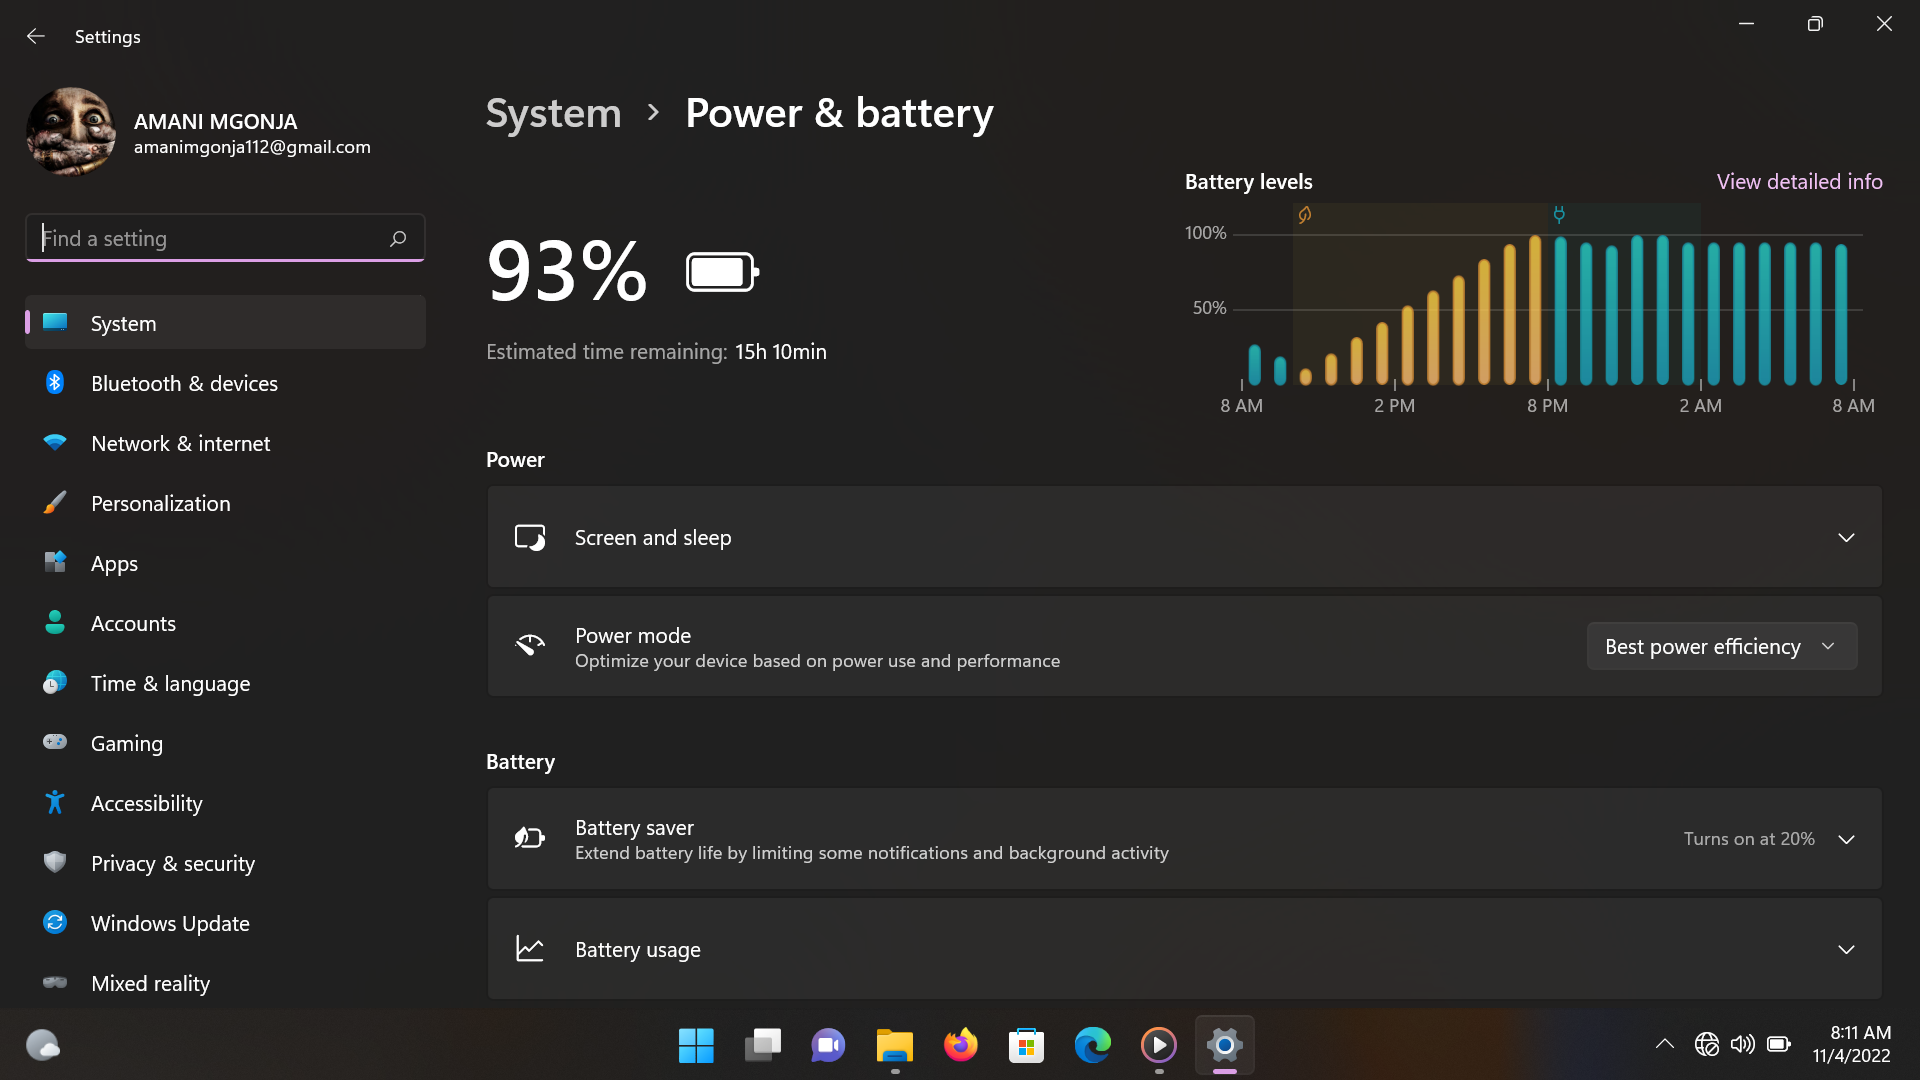 Settings
AMANI MGONJA
amanimgonja112@gmail.com
Find a setting
System
Bluetooth & devices
Network & internet
Personalization
Apps
Accounts
Time & language
Gaming
Accessibility
Privacy & security
Windows Update
Mixed reality
System › Power & battery
93%
Estimated time remaining: 15h 10min
Battery levels
View detailed info
100%
50%
8 AM 2 PM 8 PM 2 AM 8 AM
Power
Screen and sleep
Power mode
Optimize your device based on power use and performance
Best power efficiency
Battery
Battery saver
Extend battery life by limiting some notifications and background activity
Turns on at 20%
Battery usage
8:11 AM
11/4/2022